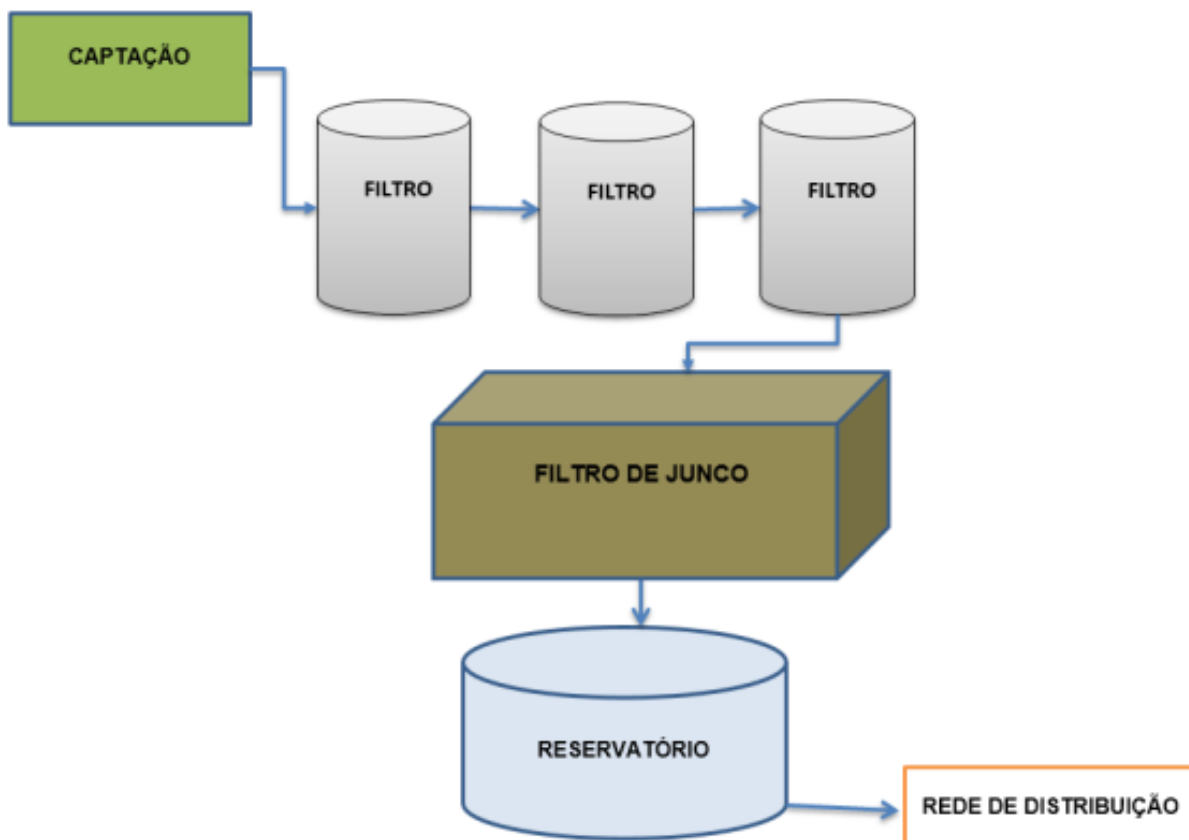 CAPTAÇÃO
FILTRO
FILTRO
FILTRO
FILTRO DE JUNCO
RESERVATÓRIO
REDE DE DISTRIBUIÇÃO